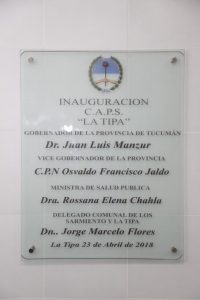 INAUGURACION
C.A.P.S.
"LA TIPA"
GOBERNADOR DE LA PROVINCIA DE TUCUMÁN
Dr. Juan Luis Manzur
VICE GOBERNADOR DE LA PROVINCIA
C.P.N Osvaldo Francisco Jaldo
MINISTRA DE SALUD PUBLICA
Dra. Rossana Elena Chahla
DELEGADO COMUNAL DE LOS
SARMIENTO Y LA TIPA
Dn.. Jorge Marcelo Flores
La Tipa 23 de Abril de 2018